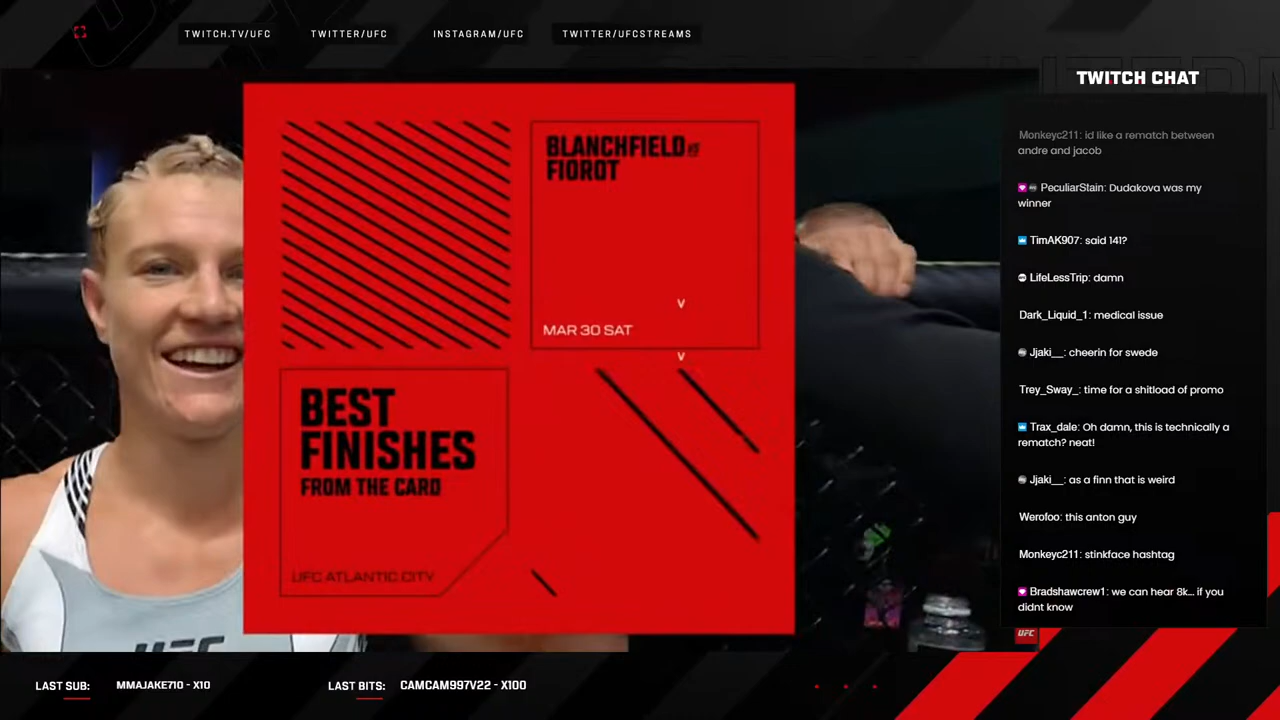 TWITCH.TV/UFC
TWITTER/UFC
INSTAGRAM/UFC
TWITTER/UFCSTREAMS
TWITCH CHAT
BLANCHFIELD VS
FIOROT
MAR 30 SAT
BEST
FINISHES
FROM THE CARD
UFC ATLANTIC CITY
UFC
Monkeyc211: id like a rematch between
andre and jacob
PeculiarStain: Dudakova was my
winner
TimAK907: said 141?
LifeLessTrip: damn
Dark_Liquid_1: medical issue
Jjaki__: cheerin for swede
Trey_Sway_: time for a shitload of promo
Trax_dale: Oh damn, this is technically a
rematch? neat!
Jjaki__: as a finn that is weird
Werofoo: this anton guy
Monkeyc211: stinkface hashtag
Bradshawcrew1: we can hear 8k... if you
didnt know
UFC
LAST SUB:
MMAJAKE710 - X10
LAST BITS:
CAMCAM997V22 - X100